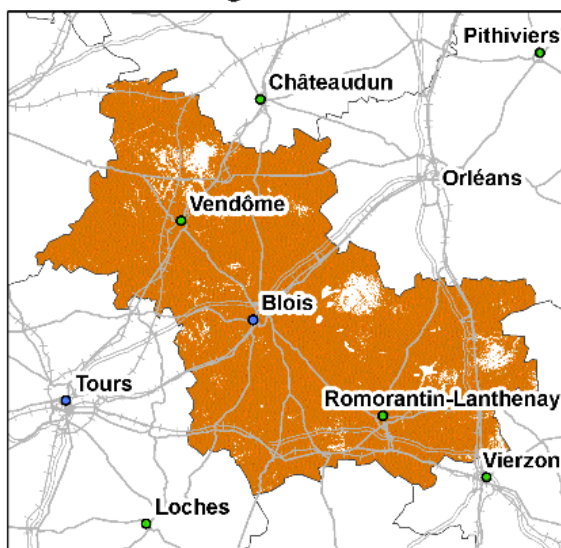 Pithiviers
Châteaudun
Orléans
Vendôme
Blois
Tours
Romorantin-Lanthenay
Vierzon
Loches